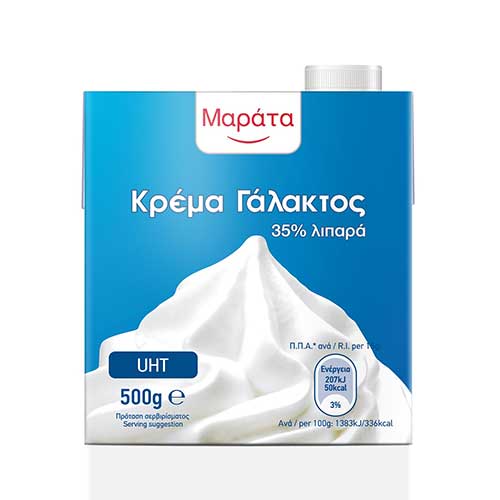 Μαράτα
Κρέμα Γάλακτος
35% λιπαρά
UHT
500g ℮
Πρόταση σερβιρίσματος
Serving suggestion
Π.Π.Α.* ανά / R.I. per 15g
Ενέργεια
207kJ
50kcal
3%
Ανά / per 100g: 1383kJ/336kcal